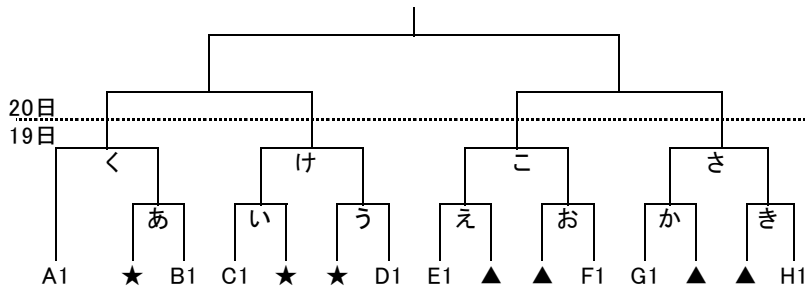 20日
19日
く け こ さ
あ い う え お か き
A1 ★ B1 C1 ★ ★ D1 E1 ▲ ▲ F1 G1 ▲ ▲ H1